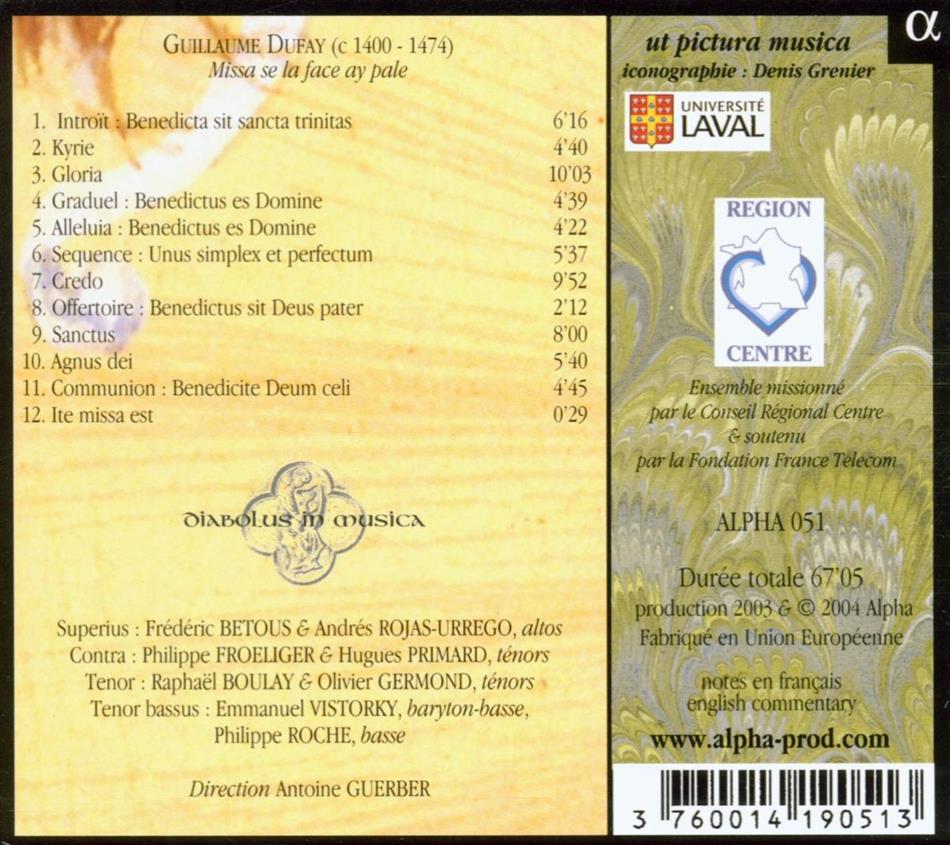 GUILLAUME DUFAY (c 1400 - 1474)
Missa se la face ay pale
1. Introït : Benedicta sit sancta trinitas 6'16
2. Kyrie 4'40
3. Gloria 10'03
4. Graduel : Benedictus es Domine 4'39
5. Alleluia : Benedictus es Domine 4'22
6. Sequence : Unus simplex et perfectum 5'37
7. Credo 9'52
8. Offertoire : Benedictus sit Deus pater 2'12
9. Sanctus 8'00
10. Agnus dei 5'40
11. Communion : Benedicite Deum celi 4'45
12. Ite missa est 0'29
DIABOLUS IN MUSICA
Superius : Frédéric BETOUS & Andrés ROJAS-URREGO, altos
Contra : Philippe FROELIGER & Hugues PRIMARD, ténors
Tenor : Raphaël BOULAY & Olivier GERMOND, ténors
Tenor bassus : Emmanuel VISTORKY, baryton-basse,
Philippe ROCHE, basse
Direction Antoine GUERBER
α
ut pictura musica
iconographie : Denis Grenier
UNIVERSITÉ
LAVAL
REGION
CENTRE
Ensemble missionné
par le Conseil Régional Centre
& soutenu
par la Fondation France Telecom
ALPHA 051
Durée totale 67'05
production 2003 & © 2004 Alpha
Fabriqué en Union Européenne
notes en français
english commentary
www.alpha-prod.com
3 760014 190513